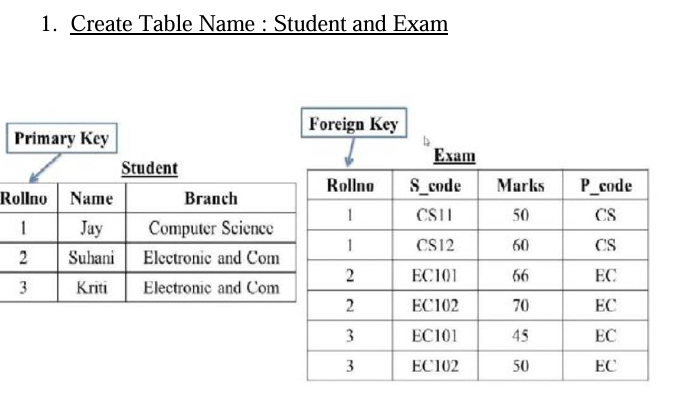 1. Create Table Name : Student and Exam
Primary Key
Student
Rollno Name Branch
1 Jay Computer Science
2 Suhani Electronic and Com
3 Kriti Electronic and Com
Foreign Key
Exam
Rollno S_code Marks P_code
1 CS11 50 CS
1 CS12 60 CS
2 EC101 66 EC
2 EC102 70 EC
3 EC101 45 EC
3 EC102 50 EC